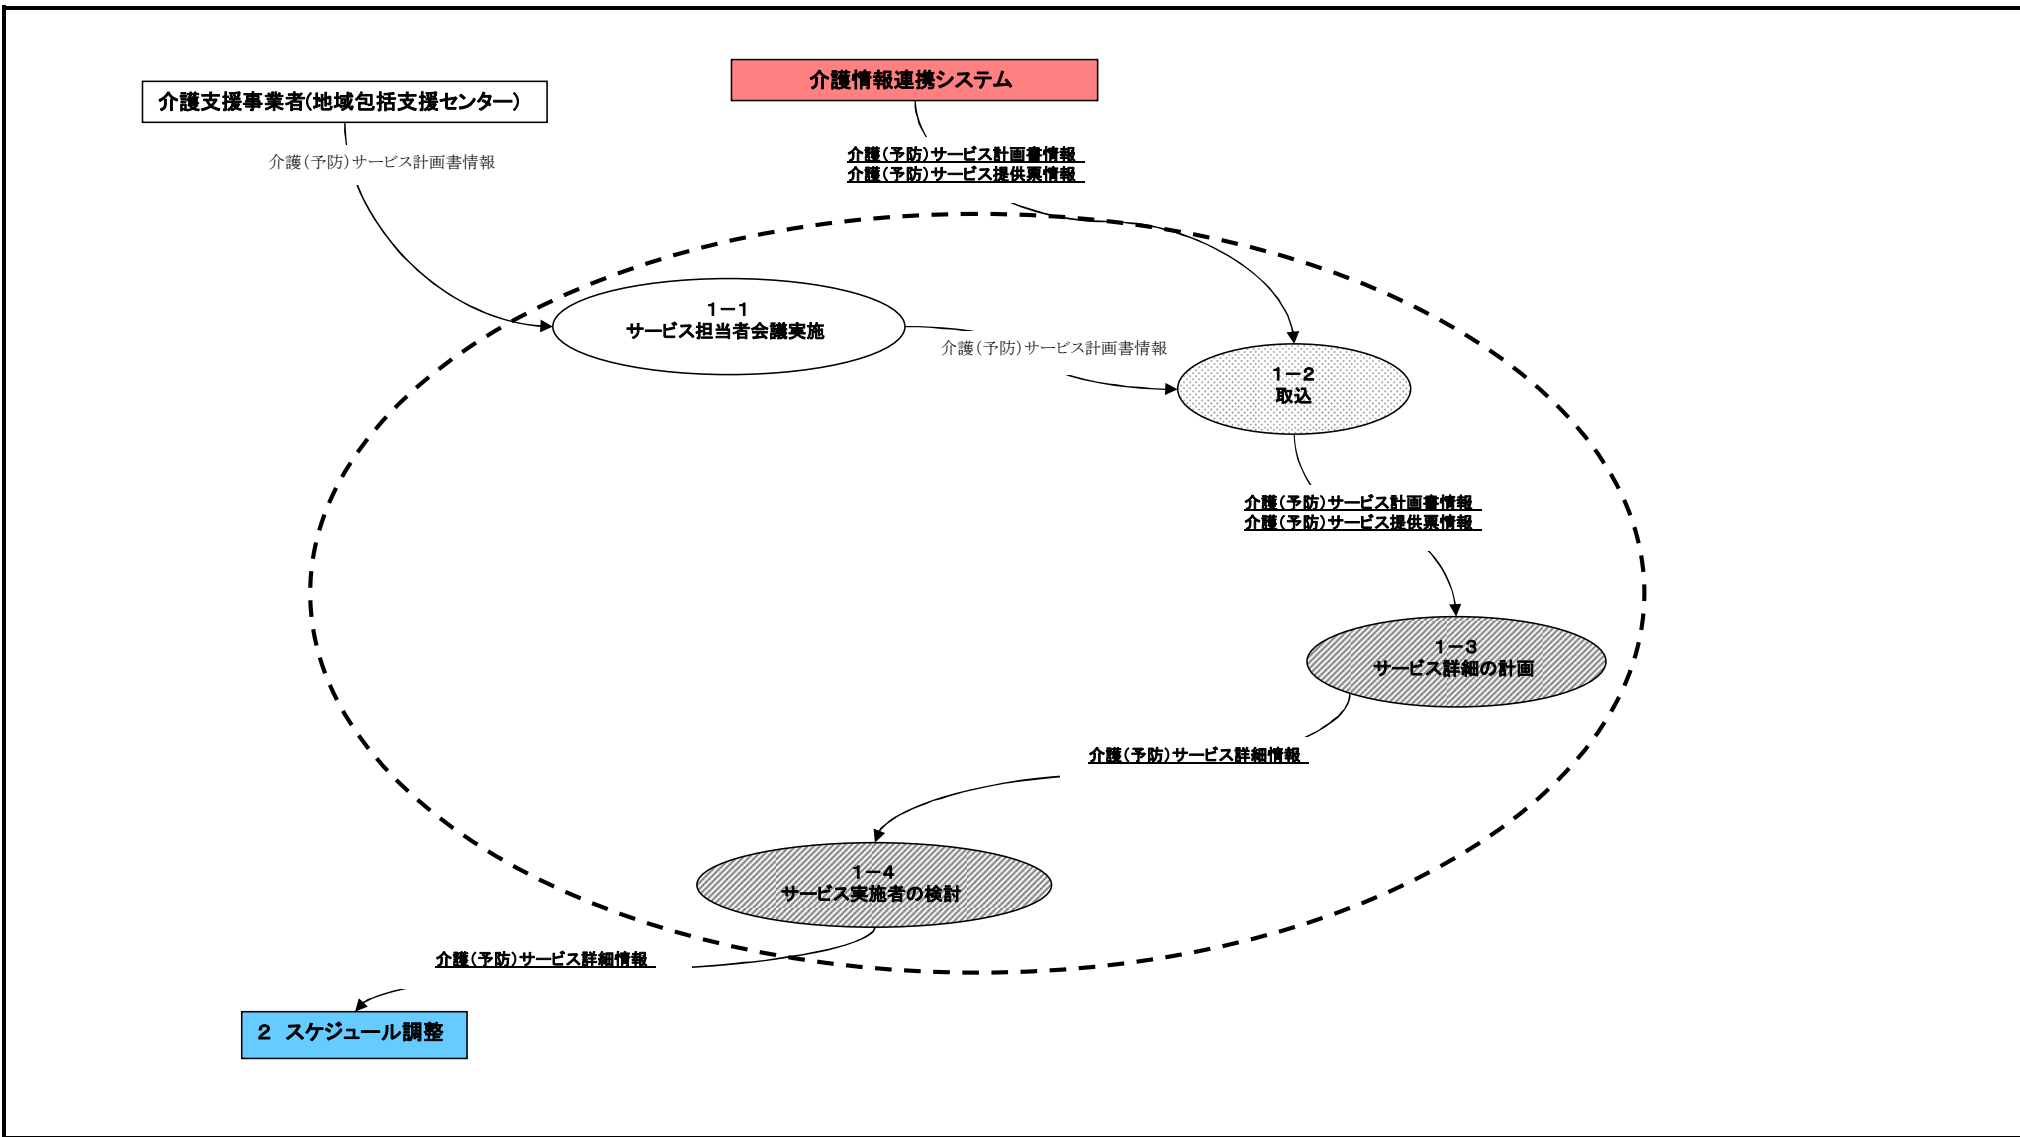 介護情報連携システム
介護支援事業者(地域包括支援センター)
介護(予防)サービス計画書情報
介護(予防)サービス計画書情報
介護(予防)サービス提供票情報
1-1
サービス担当者会議実施
介護(予防)サービス計画書情報
1-2
取込
介護(予防)サービス計画書情報
介護(予防)サービス提供票情報
1-3
サービス詳細の計画
介護(予防)サービス詳細情報
1-4
サービス実施者の検討
介護(予防)サービス詳細情報
2 スケジュール調整